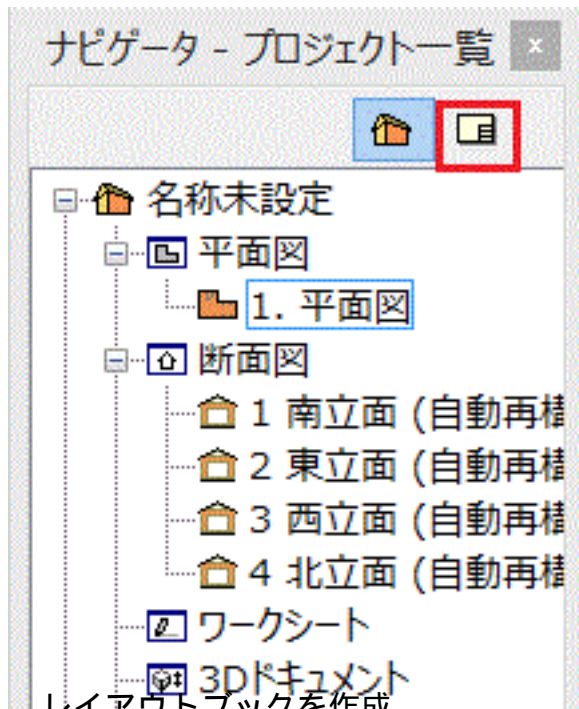 ナビゲータ - プロジェクト一覧
名称未設定
平面図
1. 平面図
断面図
1 南立面 (自動再構
2 東立面 (自動再構
3 西立面 (自動再構
4 北立面 (自動再構
ワークシート
3Dドキュメント
レイアウトブックを作成